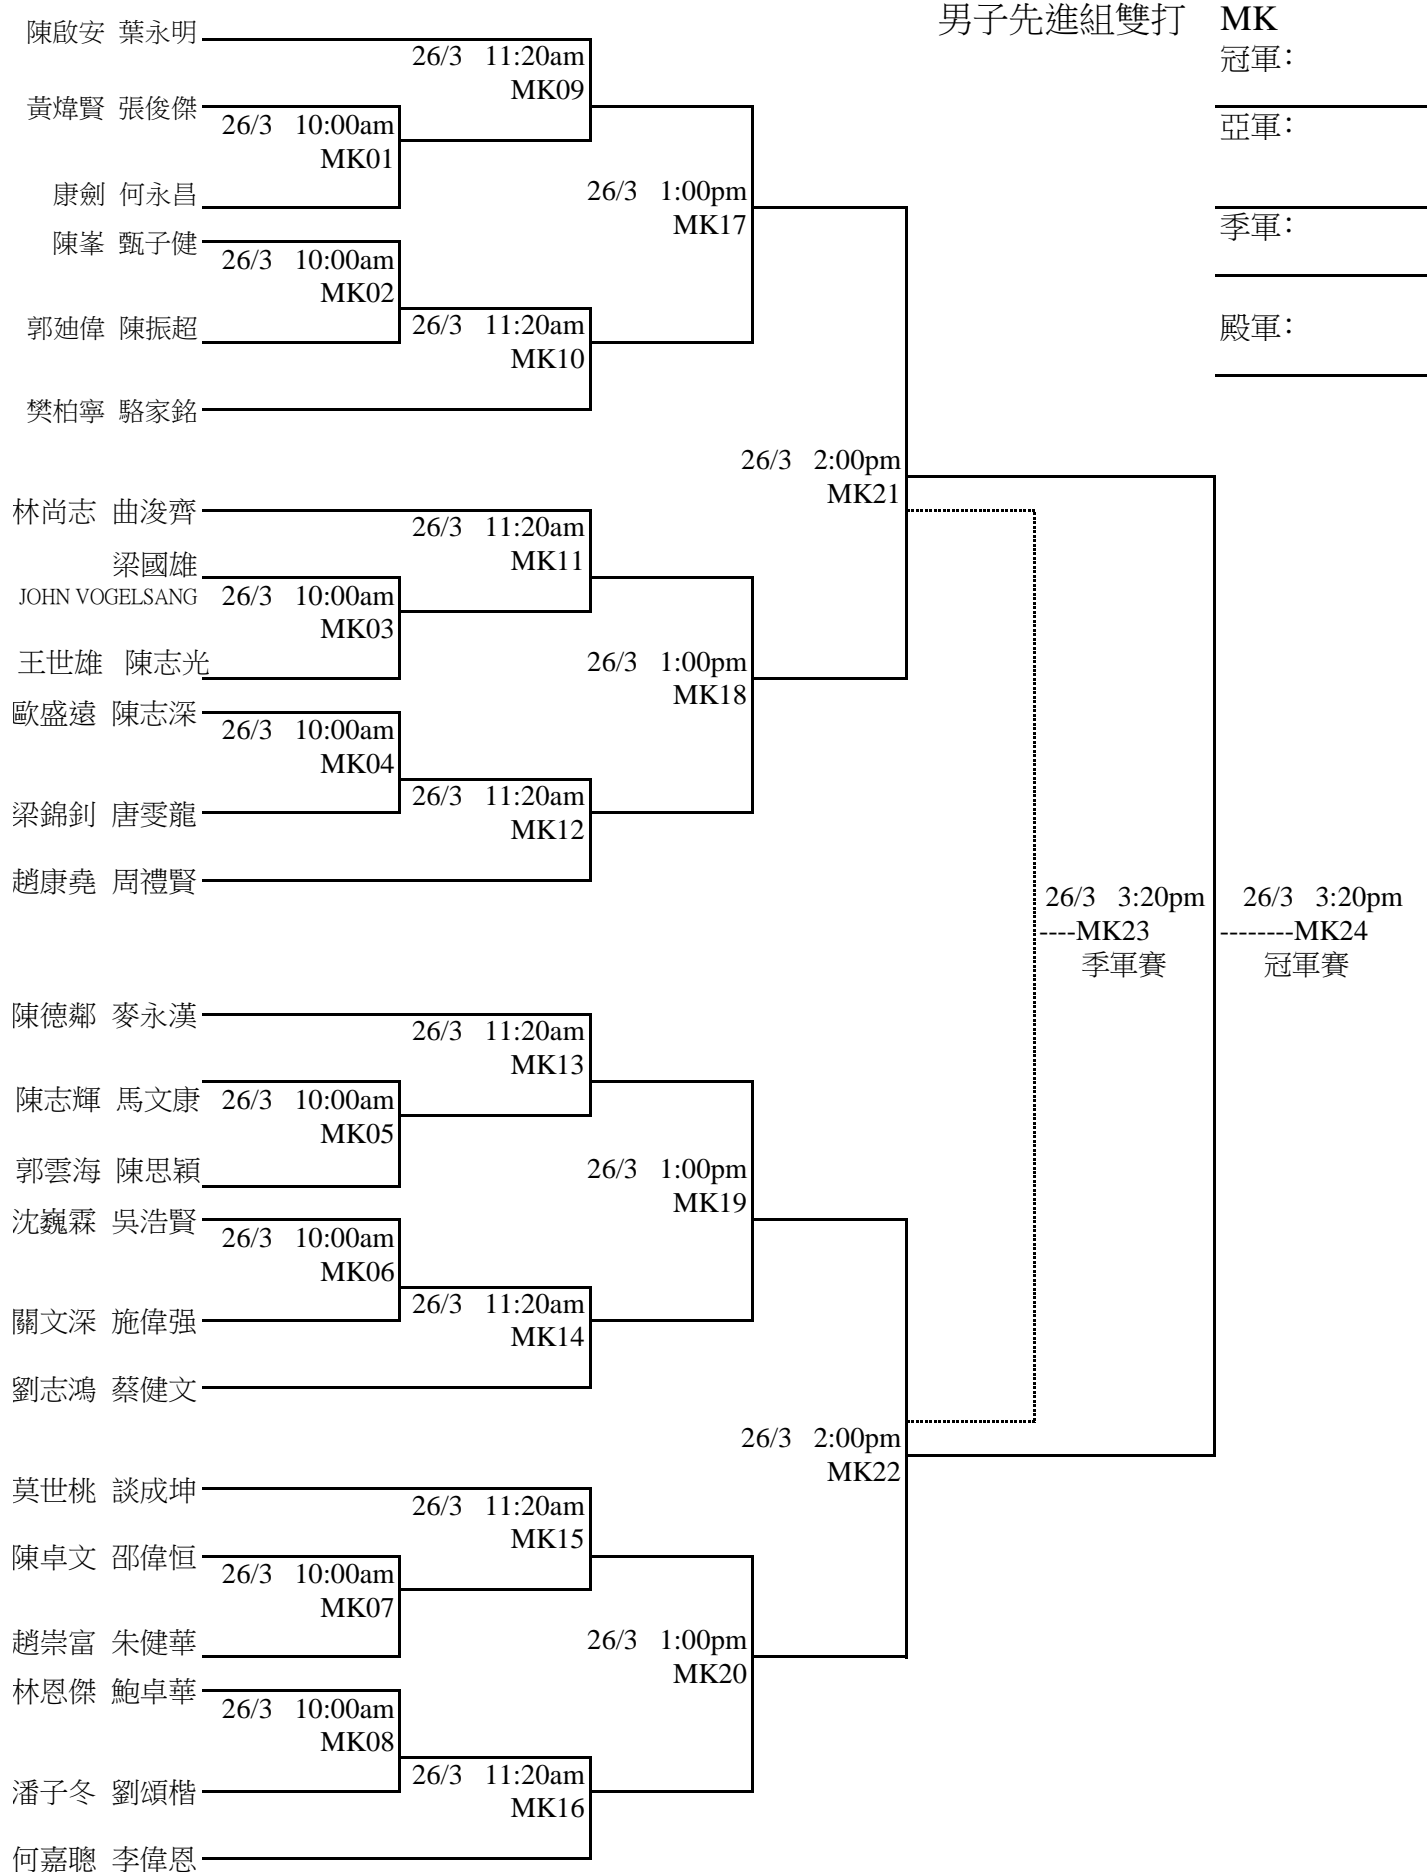 男子先進組雙打 MK
冠軍：
亞軍：
季軍：
殿軍：
陳啟安 葉永明
26/3 11:20am
MK09
黃煒賢 張俊傑
26/3 10:00am
MK01
康劍 何永昌
26/3 1:00pm
MK17
陳峯 甄子健
26/3 10:00am
MK02
郭廸偉 陳振超
26/3 11:20am
MK10
樊柏寧 駱家銘
26/3 2:00pm
MK21
林尚志 曲浚齊
26/3 11:20am
MK11
梁國雄
JOHN VOGELSANG
26/3 10:00am
MK03
王世雄 陳志光
26/3 1:00pm
MK18
歐盛遠 陳志深
26/3 10:00am
MK04
梁錦釗 唐雯龍
26/3 11:20am
MK12
趙康堯 周禮賢
26/3 3:20pm
----MK23
季軍賽
26/3 3:20pm
--------MK24
冠軍賽
陳德鄰 麥永漢
26/3 11:20am
MK13
陳志輝 馬文康
26/3 10:00am
MK05
郭雲海 陳思穎
26/3 1:00pm
MK19
沈巍霖 吳浩賢
26/3 10:00am
MK06
關文深 施偉强
26/3 11:20am
MK14
劉志鴻 蔡健文
26/3 2:00pm
MK22
莫世桃 談成坤
26/3 11:20am
MK15
陳卓文 邵偉恒
26/3 10:00am
MK07
趙崇富 朱健華
26/3 1:00pm
MK20
林恩傑 鮑卓華
26/3 10:00am
MK08
潘子冬 劉頌楷
26/3 11:20am
MK16
何嘉聰 李偉恩